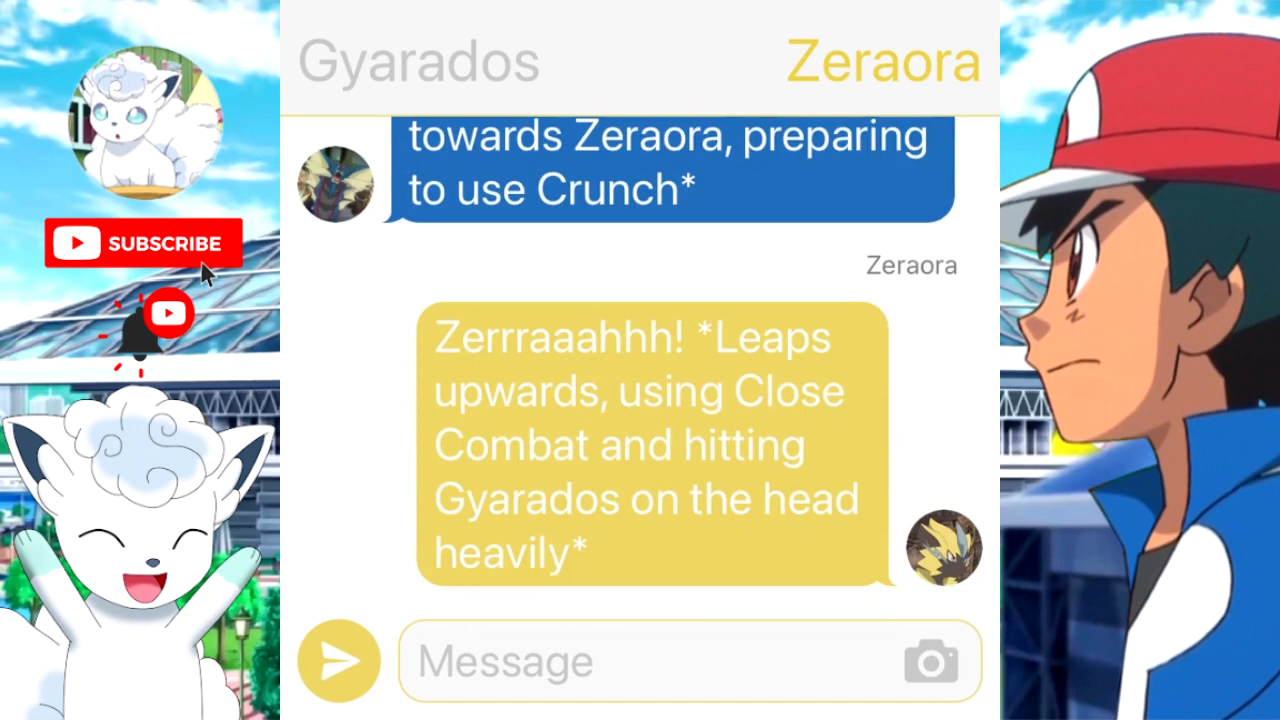 Gyarados
Zeraora
towards Zeraora, preparing
to use Crunch*
SUBSCRIBE
Zeraora
Zerrraaahhh! *Leaps
upwards, using Close
Combat and hitting
Gyarados on the head
heavily*
Message